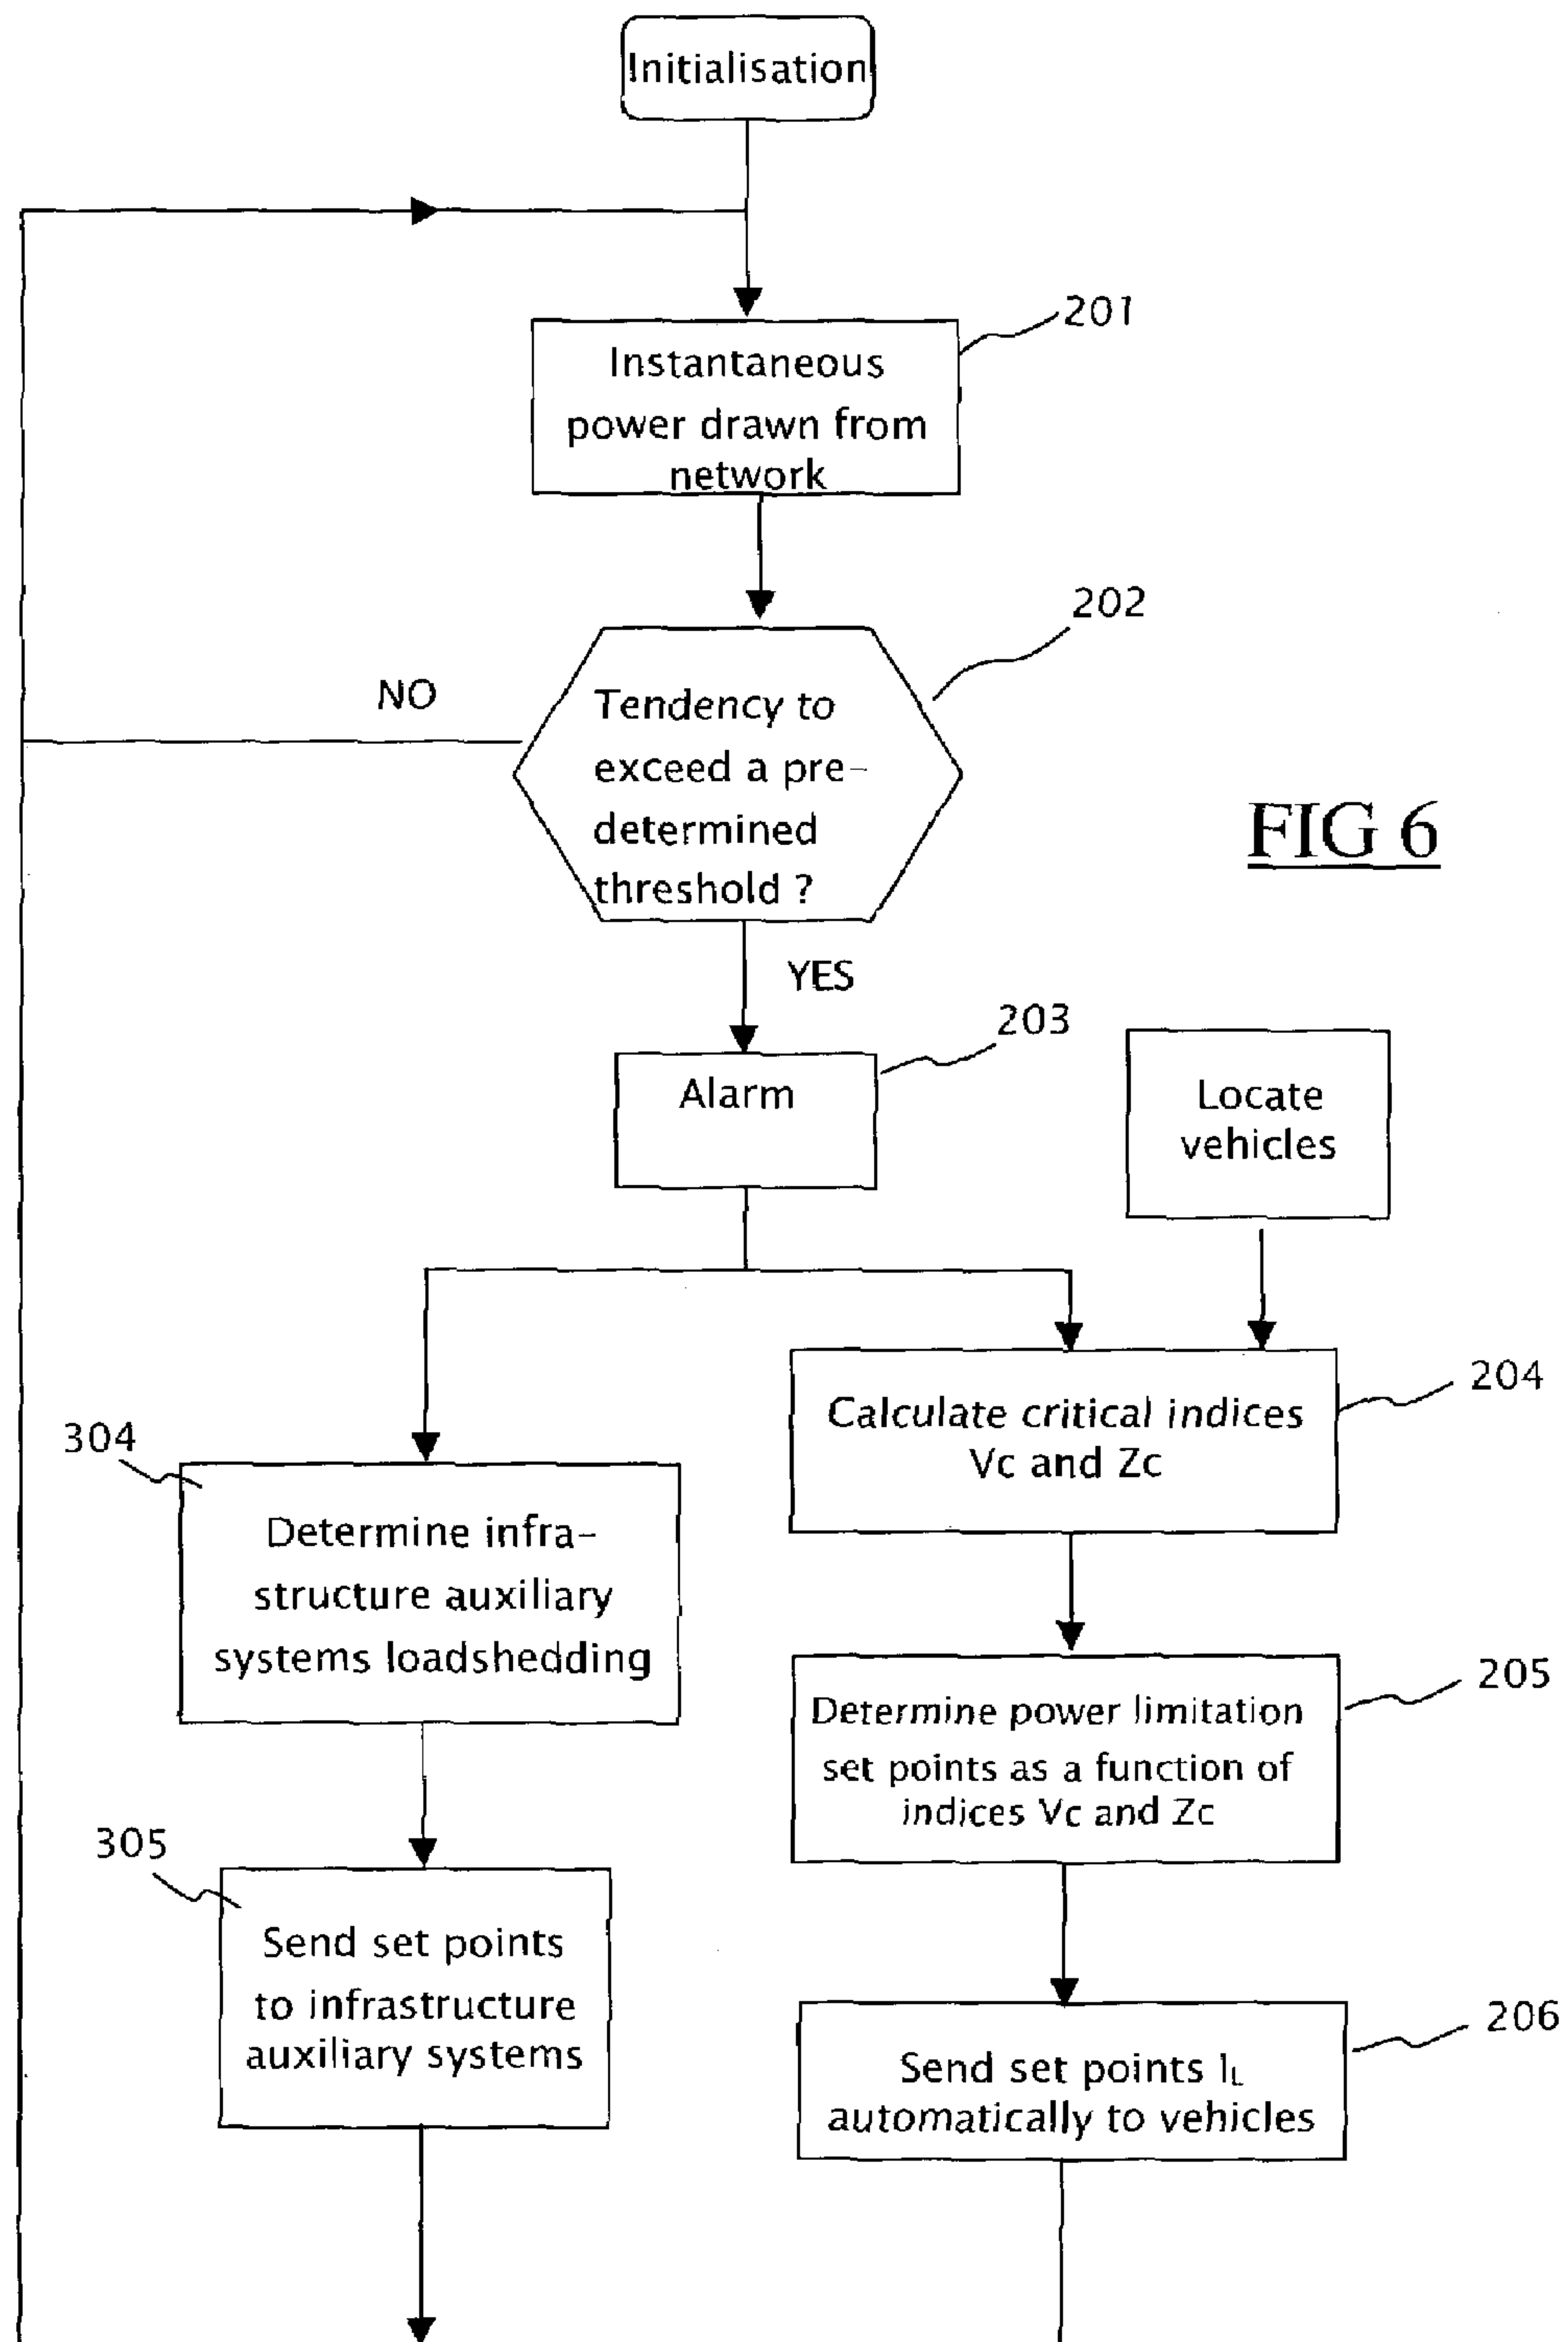 Initialisation
201
Instantaneous
power drawn from
network
202
NO
Tendency to
exceed a pre-
determined
threshold ?
FIG 6
YES
203
Alarm
Locate
vehicles
204
Calculate critical indices
Vc and Zc
304
Determine infra-
structure auxiliary
systems loadshedding
205
Determine power limitation
set points as a function of
indices Vc and Zc
305
Send set points
to infrastructure
auxiliary systems
206
Send set points IL
automatically to vehicles